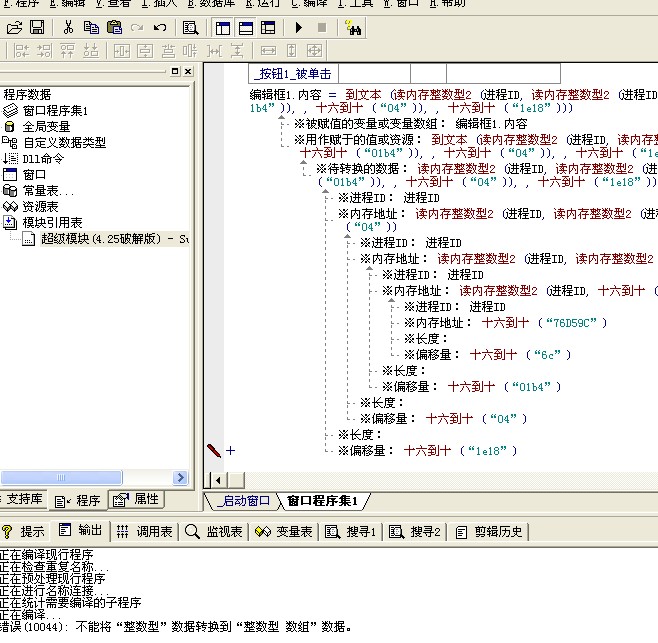 F.程序 E.编辑 V.查看 I.插入 B.数据库 R.运行 C.编译 T.工具 W.窗口 H.帮助
程序数据
窗口程序集1
全局变量
自定义数据类型
Dll命令
窗口
常量表...
资源表
模块引用表
超级模块(4.25破解版) - Su
支持库 程序 属性
_按钮1_被单击
编辑框1.内容 = 到文本 (读内存整数型2 (进程ID, 读内存整数型2 (进程ID
1b4”)), , 十六到十 (“04”)), , 十六到十 (“1e18”)))
※被赋值的变量或变量数组: 编辑框1.内容
※用作赋于的值或资源: 到文本 (读内存整数型2 (进程ID, 读内存
十六到十 (“01b4”)), , 十六到十 (“04”)), , 十六到十 (“1e
※待转换的数据: 读内存整数型2 (进程ID, 读内存整数型2 (进程ID,
(“01b4”)), , 十六到十 (“04”)), , 十六到十 (“1e18”))
※进程ID: 进程ID
※内存地址: 读内存整数型2 (进程ID, 读内存整数型2 (进
(“04”))
※进程ID: 进程ID
※内存地址: 读内存整数型2 (进程ID, 读内存整数型2
※进程ID: 进程ID
※内存地址: 读内存整数型2 (进程ID, 十六到十 (
※进程ID: 进程ID
※内存地址: 十六到十 (“76D59C”)
※长度:
※偏移量: 十六到十 (“6c”)
※长度:
※偏移量: 十六到十 (“01b4”)
※长度:
※偏移量: 十六到十 (“04”)
※长度:
※偏移量: 十六到十 (“1e18”)
_启动窗口 窗口程序集1
提示 输出 调用表 监视表 变量表 搜寻1 搜寻2 剪辑历史
正在编译现行程序
正在检查重复名称...
正在预处理现行程序
正在进行名称连接...
正在统计需要编译的子程序
正在编译...
错误(10044): 不能将“整数型”数据转换到“整数型 数组”数据。